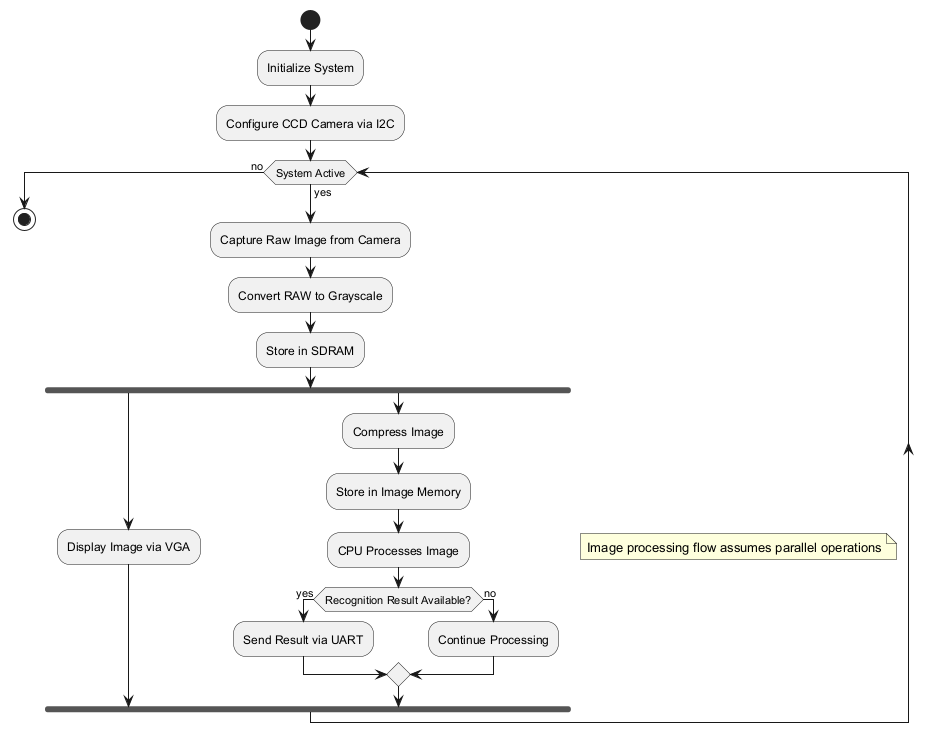 Initialize System
Configure CCD Camera via I2C
no
System Active
yes
Capture Raw Image from Camera
Convert RAW to Grayscale
Store in SDRAM
Compress Image
Store in Image Memory
Display Image via VGA
CPU Processes Image
Image processing flow assumes parallel operations
yes
Recognition Result Available?
no
Send Result via UART
Continue Processing